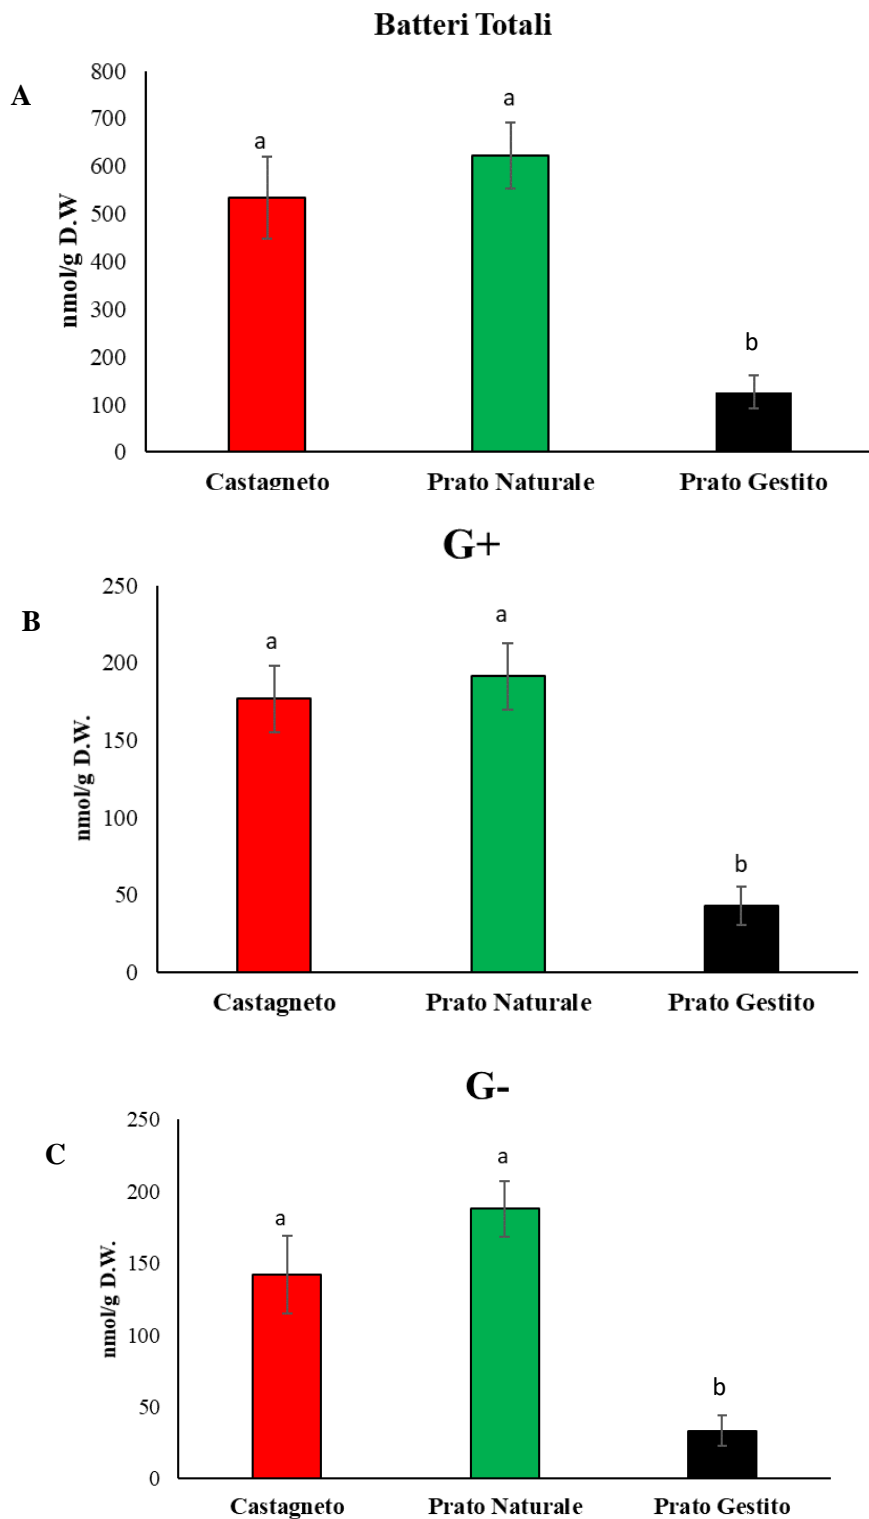 Batteri Totali
A
nmol/g D.W
800
700
600
500
400
300
200
100
0
a
a
b
Castagneto
Prato Naturale
Prato Gestito
G+
B
nmol/g D.W.
250
200
150
100
50
0
a
a
b
Castagneto
Prato Naturale
Prato Gestito
G-
C
nmol/g D.W.
250
200
150
100
50
0
a
a
b
Castagneto
Prato Naturale
Prato Gestito